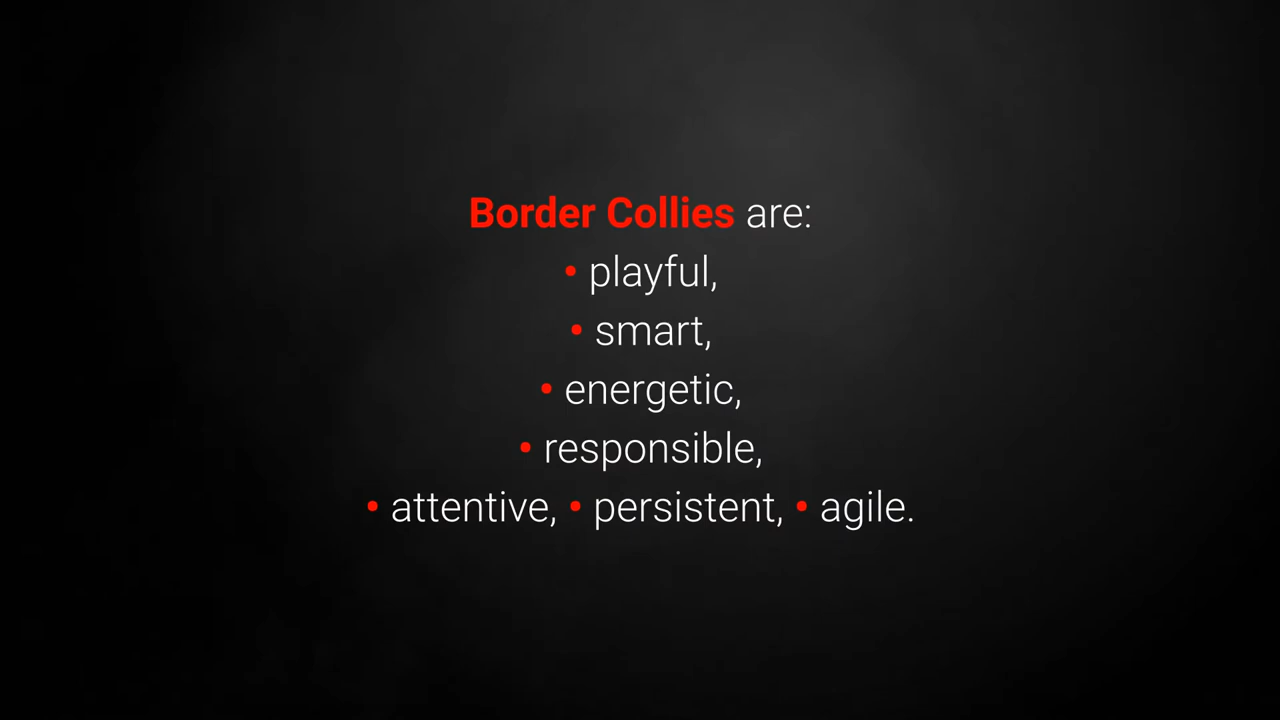 Border Collies are:
• playful,
• smart,
• energetic,
• responsible,
• attentive, • persistent, • agile.